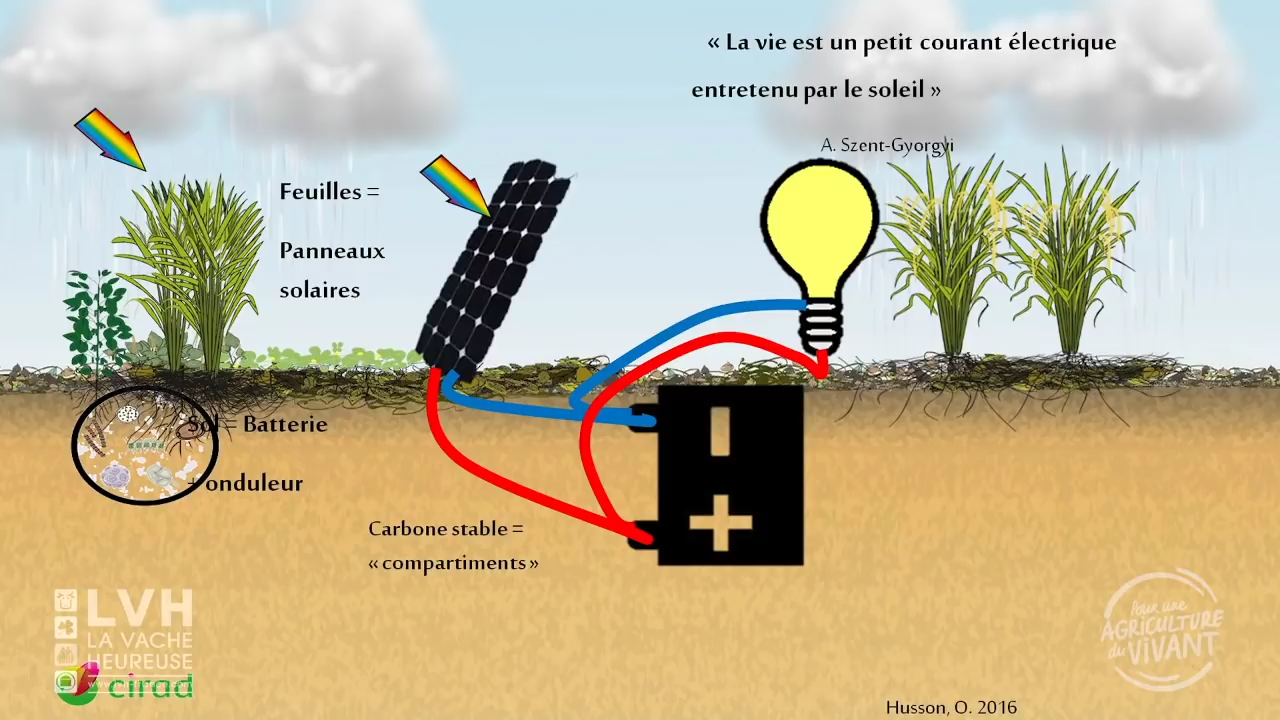 « La vie est un petit courant électrique
entretenu par le soleil »
A. Szent-Gyorgyi
Feuilles =
Panneaux
solaires
Sol = Batterie
+ onduleur
Carbone stable =
« compartiments »
LVH
LA VACHE
HEUREUSE
cirad
Pour une
AGRICULTURE
du VIVANT
Husson, O. 2016